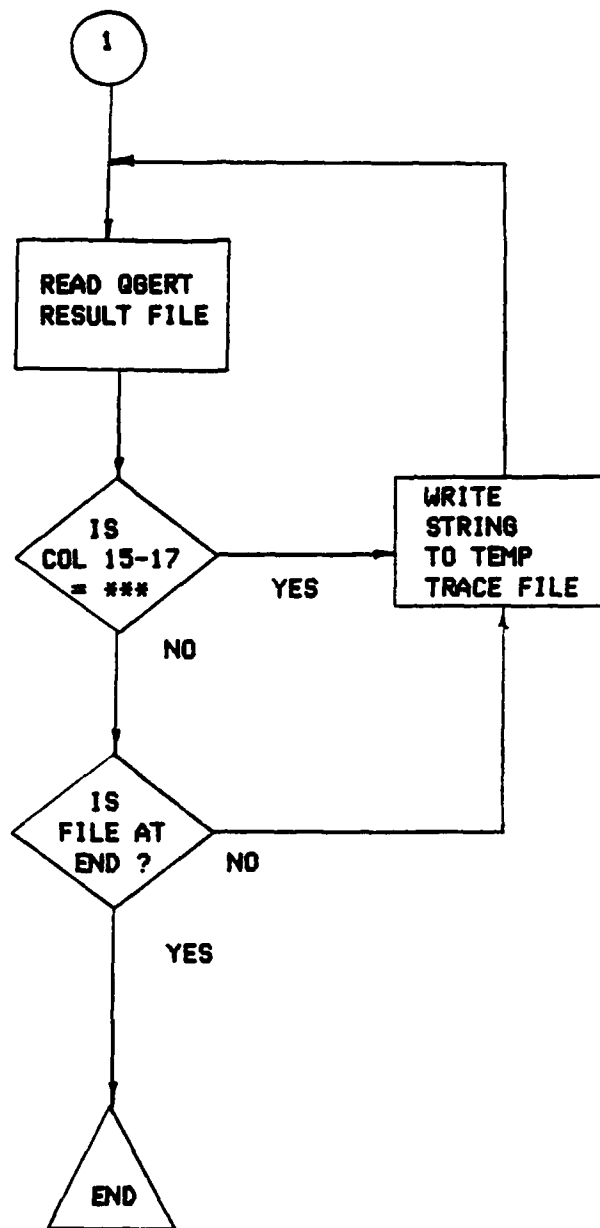 1
READ QGERT
RESULT FILE
IS
COL 15-17
= ***
YES
WRITE
STRING
TO TEMP
TRACE FILE
NO
IS
FILE AT
END ?
NO
YES
END